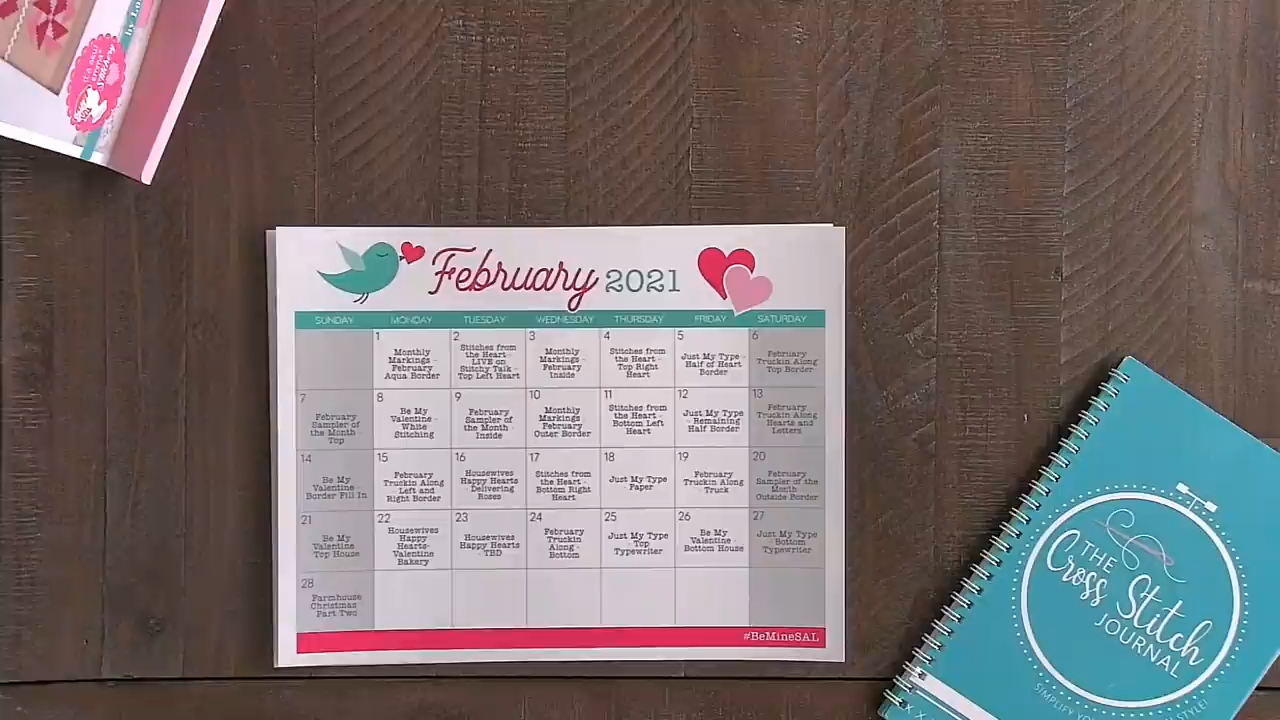 February 2021
SUNDAY MONDAY TUESDAY WEDNESDAY THURSDAY FRIDAY SATURDAY
1
Monthly
Markings -
February
Aqua Border
2
Stitches from
the Heart -
LIVE on
Stitchy Talk -
Top Left Heart
3
Monthly
Markings -
February
Inside
4
Stitches from
the Heart -
Top Right
Heart
5
Just My Type -
Half of Heart
Border
6
February
Truckin Along
Top Border
7
February
Sampler of
the Month
Top
8
Be My
Valentine -
White
Stitching
9
February
Sampler of
the Month
Inside
10
Monthly
Markings
February
Outer Border
11
Stitches from
the Heart -
Bottom Left
Heart
12
Just My Type
- Remaining
Half Border
13
February
Truckin Along
Hearts and
Letters
14
Be My
Valentine -
Border Fill In
15
February
Truckin Along
- Left and
Right Border
16
Housewives
Happy Hearts
- Delivering
Roses
17
Stitches from
the Heart -
Bottom Right
Heart
18
Just My Type
- Paper
19
February
Truckin Along
- Truck
20
February
Sampler of the
Month
Outside Border
21
Be My
Valentine
Top House
22
Housewives
Happy
Hearts-
Valentine
Bakery
23
Housewives
Happy Hearts
- TBD
24
February
Truckin
Along -
Bottom
25
Just My Type
Top
Typewriter
26
Be My
Valentine -
Bottom House
27
Just My Type
- Bottom
Typewriter
28
Farmhouse
Christmas
Part Two
#BeMineSAL
THE
Cross Stitch
JOURNAL
SIMPLIFY STYLE!